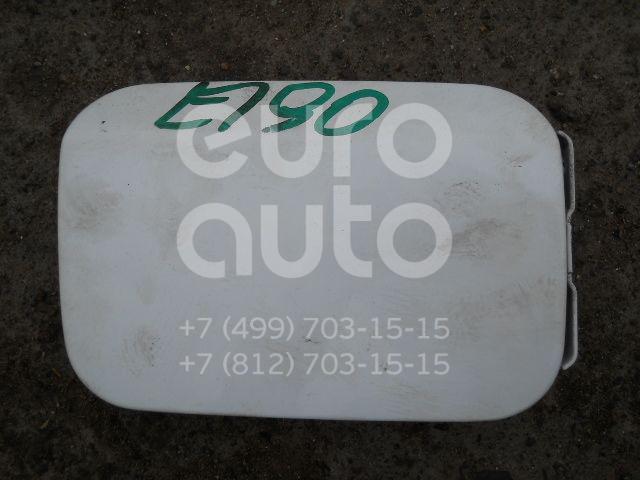 E190
euro
auto
+7 (499) 703-15-15
+7 (812) 703-15-15